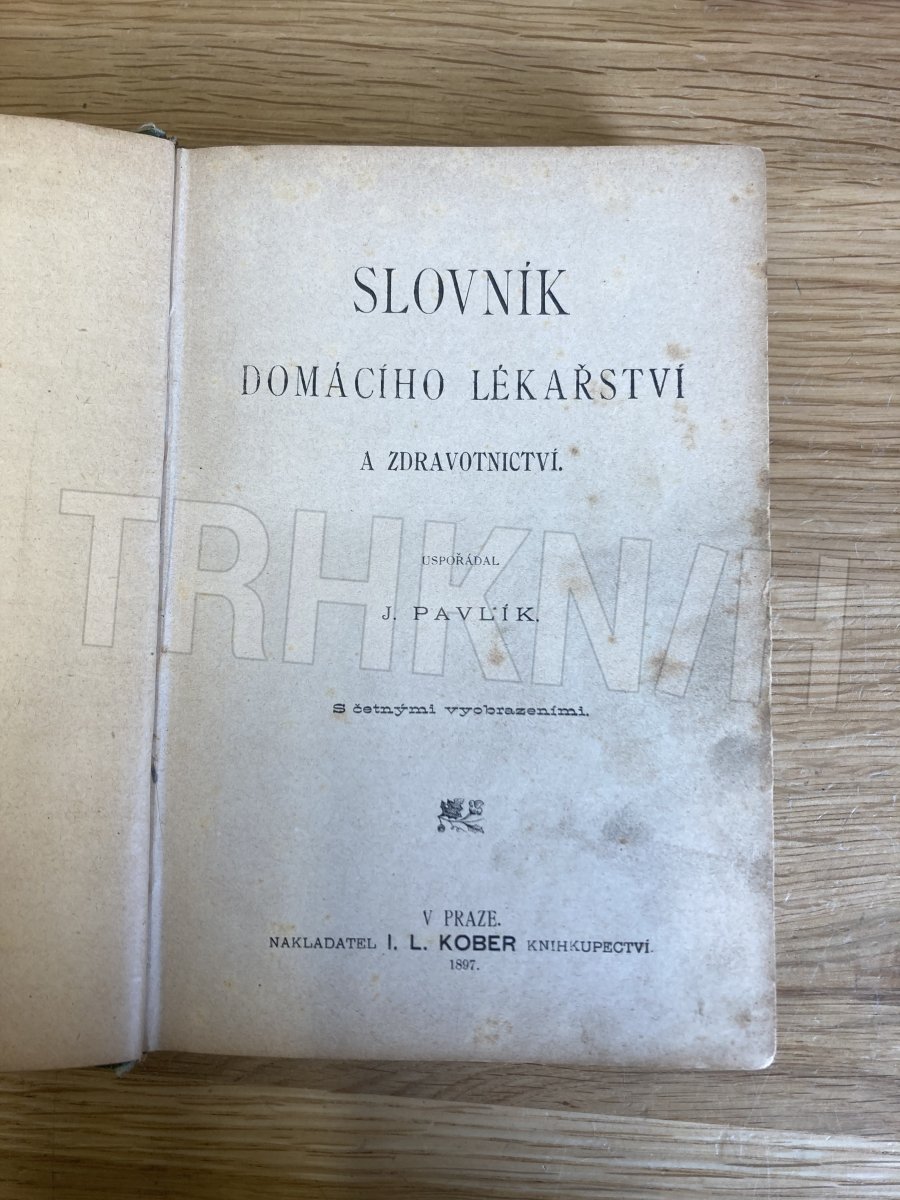 SLOVNÍK
DOMÁCÍHO LÉKAŘSTVÍ
A ZDRAVOTNICTVÍ.
USPOŘÁDAL
J. PAVLÍK.
S četnými vyobrazeními.
V PRAZE.
NAKLADATEL I. L. KOBER KNIHKUPECTVÍ.
1897.
TRHKNIH